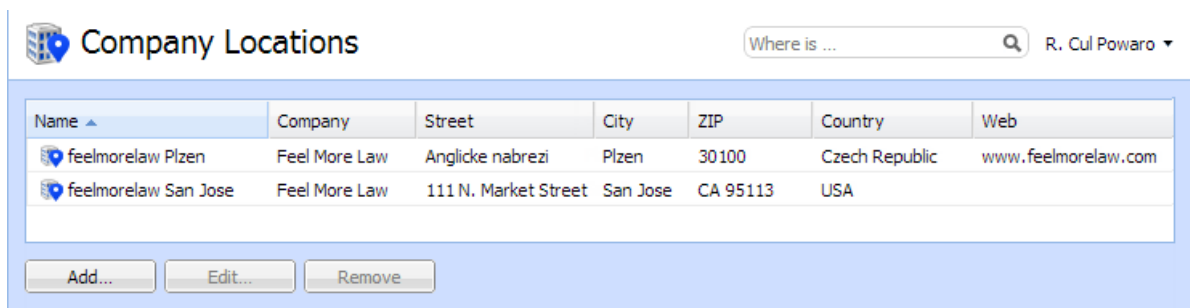 Company Locations Where is ... R. Cul Powaro
Name Company Street City ZIP Country Web
feelmorelaw Plzen Feel More Law Anglicke nabrezi Plzen 30100 Czech Republic www.feelmorelaw.com
feelmorelaw San Jose Feel More Law 111 N. Market Street San Jose CA 95113 USA
Add... Edit... Remove